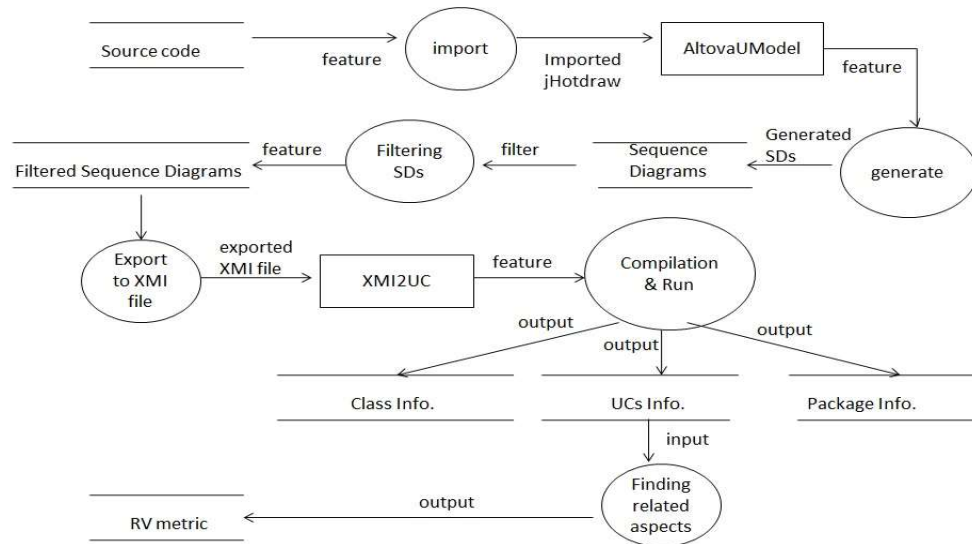 Source code
feature
import
Imported
jHotdraw
AltovaUModel
feature
Filtered Sequence Diagrams
feature
Filtering
SDs
filter
Sequence
Diagrams
Generated
SDs
generate
Export
to XMI
file
exported
XMI file
XMI2UC
feature
Compilation
& Run
output
output
output
Class Info.
UCs Info.
Package Info.
input
Finding
related
aspects
output
RV metric